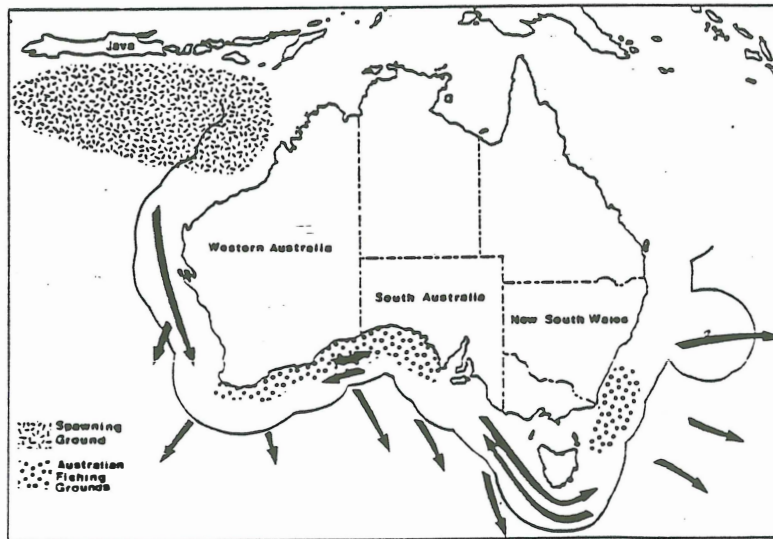 Java
Western Australia
South Australia
New South Wales
?
Spawning
Ground
Australian
Fishing
Grounds